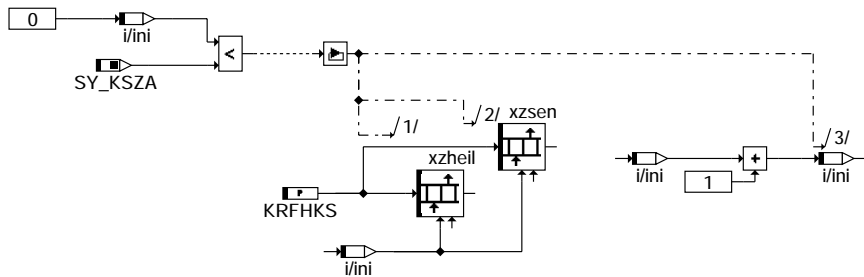 0
i/ini
<
SY_KSZA
1/
2/
xzsen
3/
xzheil
i/ini
+
i/ini
1
P
KRFHKS
i/ini